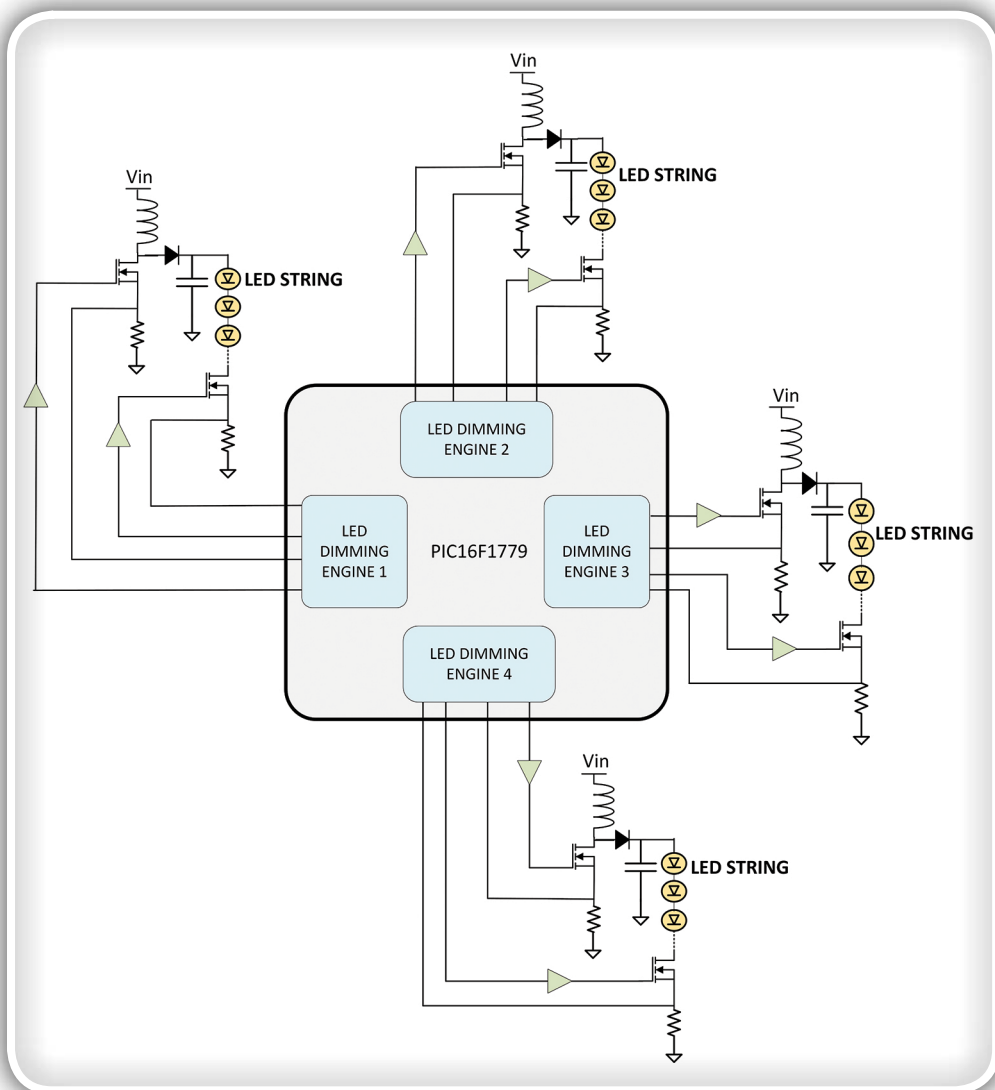 Vin
LED STRING
Vin
LED STRING
LED DIMMING
ENGINE 2
LED
DIMMING
ENGINE 1
PIC16F1779
LED
DIMMING
ENGINE 3
Vin
LED STRING
LED DIMMING
ENGINE 4
Vin
LED STRING